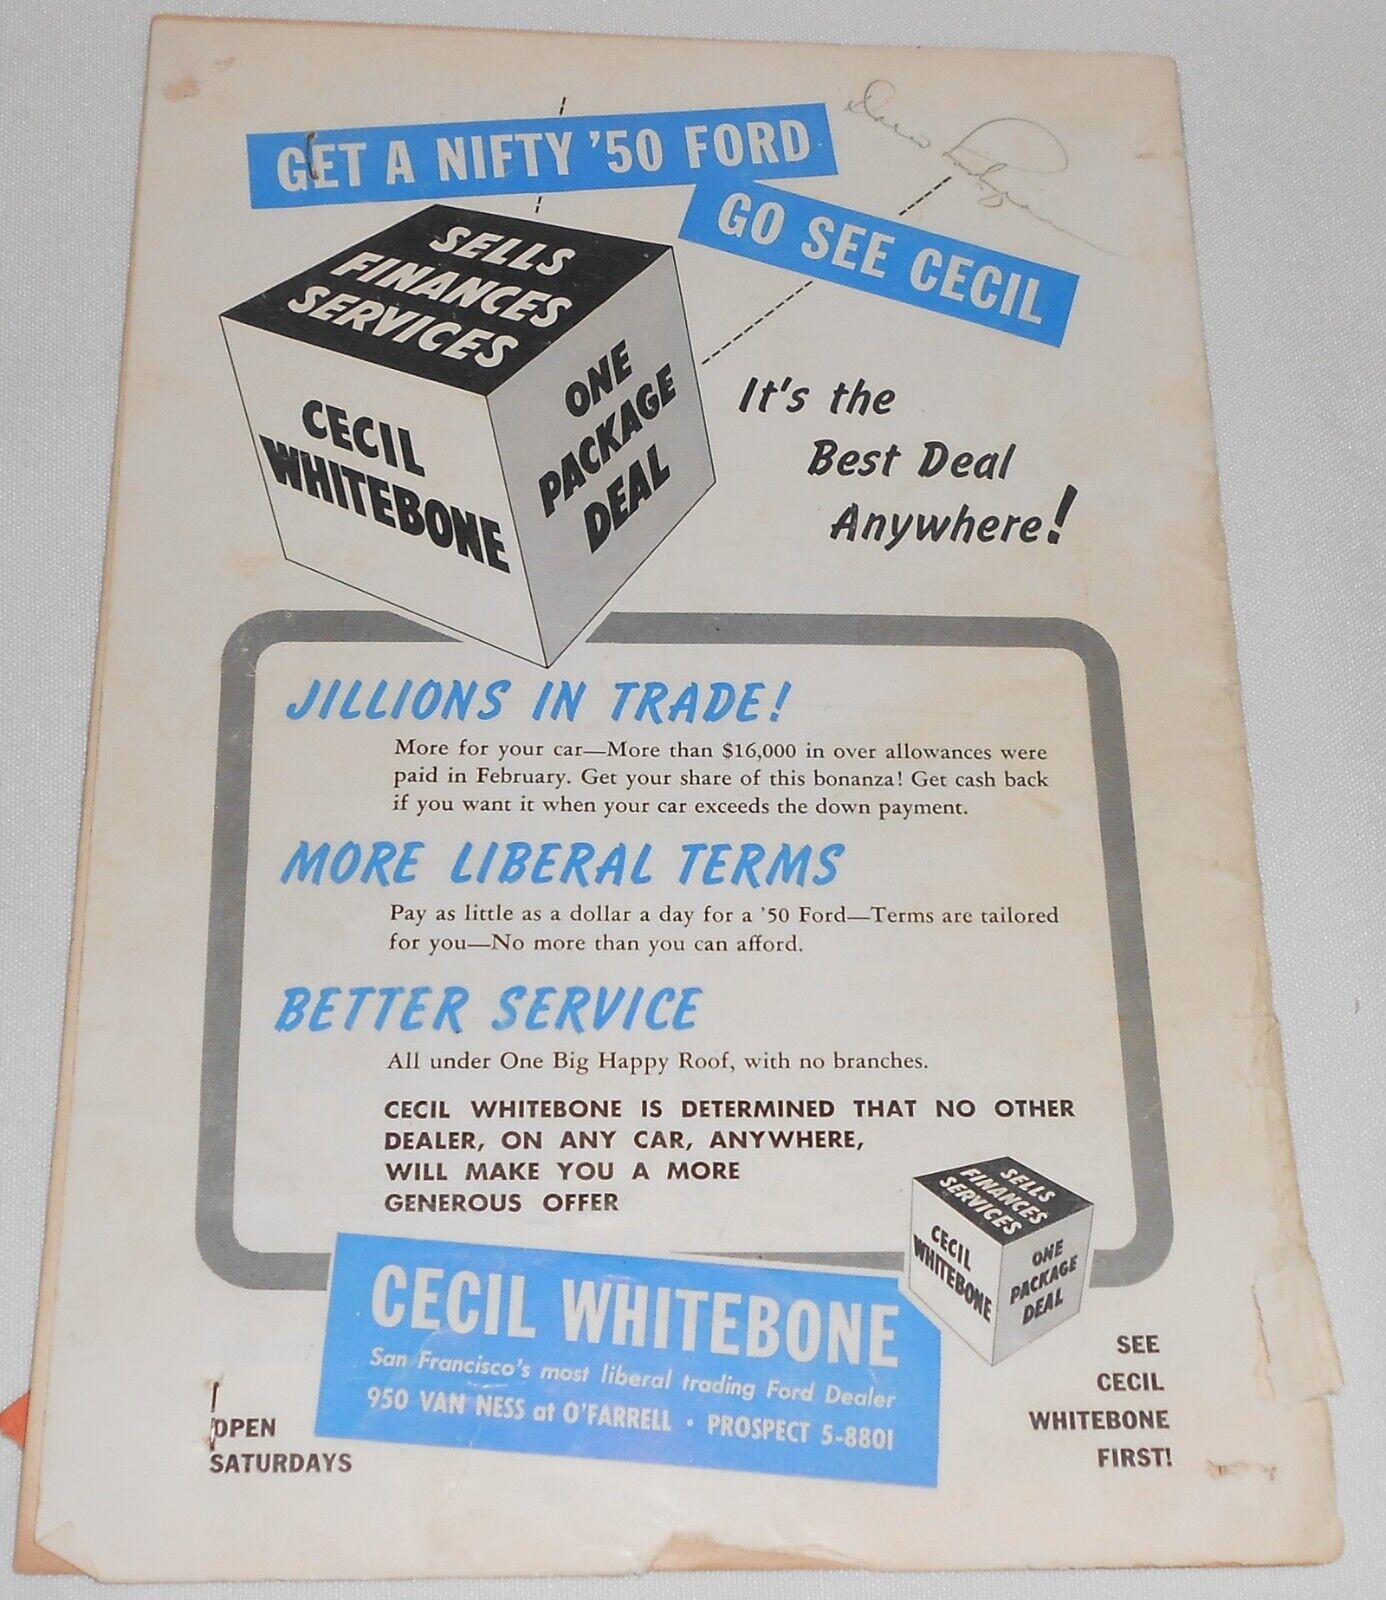 GET A NIFTY '50 FORD
GO SEE CECIL
SELLS
FINANCES
SERVICES
CECIL
WHITEBONE
ONE
PACKAGE
DEAL
It's the
Best Deal
Anywhere!
JILLIONS IN TRADE!
More for your car—More than $16,000 in over allowances were
paid in February. Get your share of this bonanza! Get cash back
if you want it when your car exceeds the down payment.
MORE LIBERAL TERMS
Pay as little as a dollar a day for a '50 Ford—Terms are tailored
for you—No more than you can afford.
BETTER SERVICE
All under One Big Happy Roof, with no branches.
CECIL WHITEBONE IS DETERMINED THAT NO OTHER
DEALER, ON ANY CAR, ANYWHERE,
WILL MAKE YOU A MORE
GENEROUS OFFER
SELLS
FINANCES
SERVICES
CECIL
WHITEBONE
ONE
PACKAGE
DEAL
CECIL WHITEBONE
San Francisco's most liberal trading Ford Dealer
950 VAN NESS at O'FARRELL • PROSPECT 5-8801
OPEN
SATURDAYS
SEE
CECIL
WHITEBONE
FIRST!